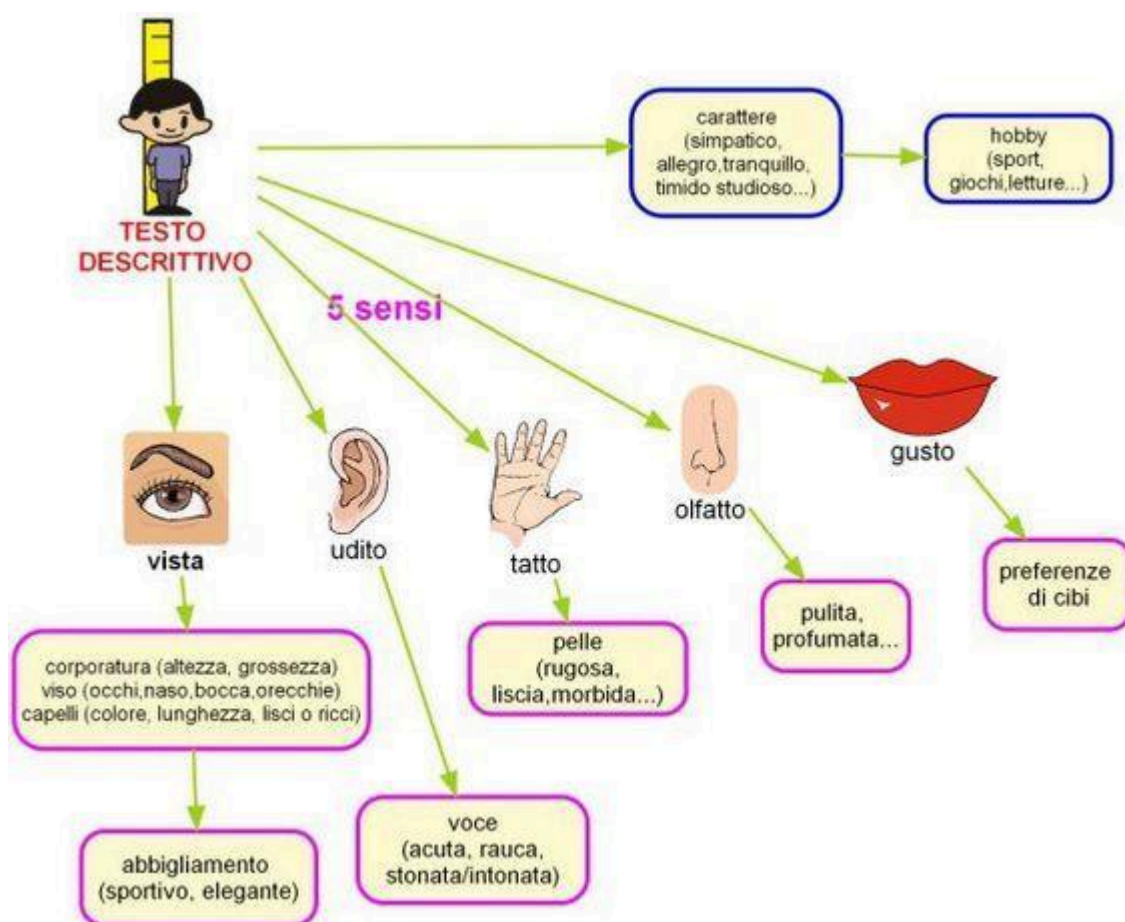 TESTO
DESCRITTIVO
carattere
(simpatico,
allegro,tranquillo,
timido studioso...)
hobby
(sport,
giochi,letture...)
5 sensi
vista
udito
tatto
olfatto
gusto
corporatura (altezza, grossezza)
viso (occhi,naso,bocca,orecchie)
capelli (colore, lunghezza, lisci o ricci)
abbigliamento
(sportivo, elegante)
voce
(acuta, rauca,
stonata/intonata)
pelle
(rugosa,
liscia,morbida...)
pulita,
profumata...
preferenze
di cibi